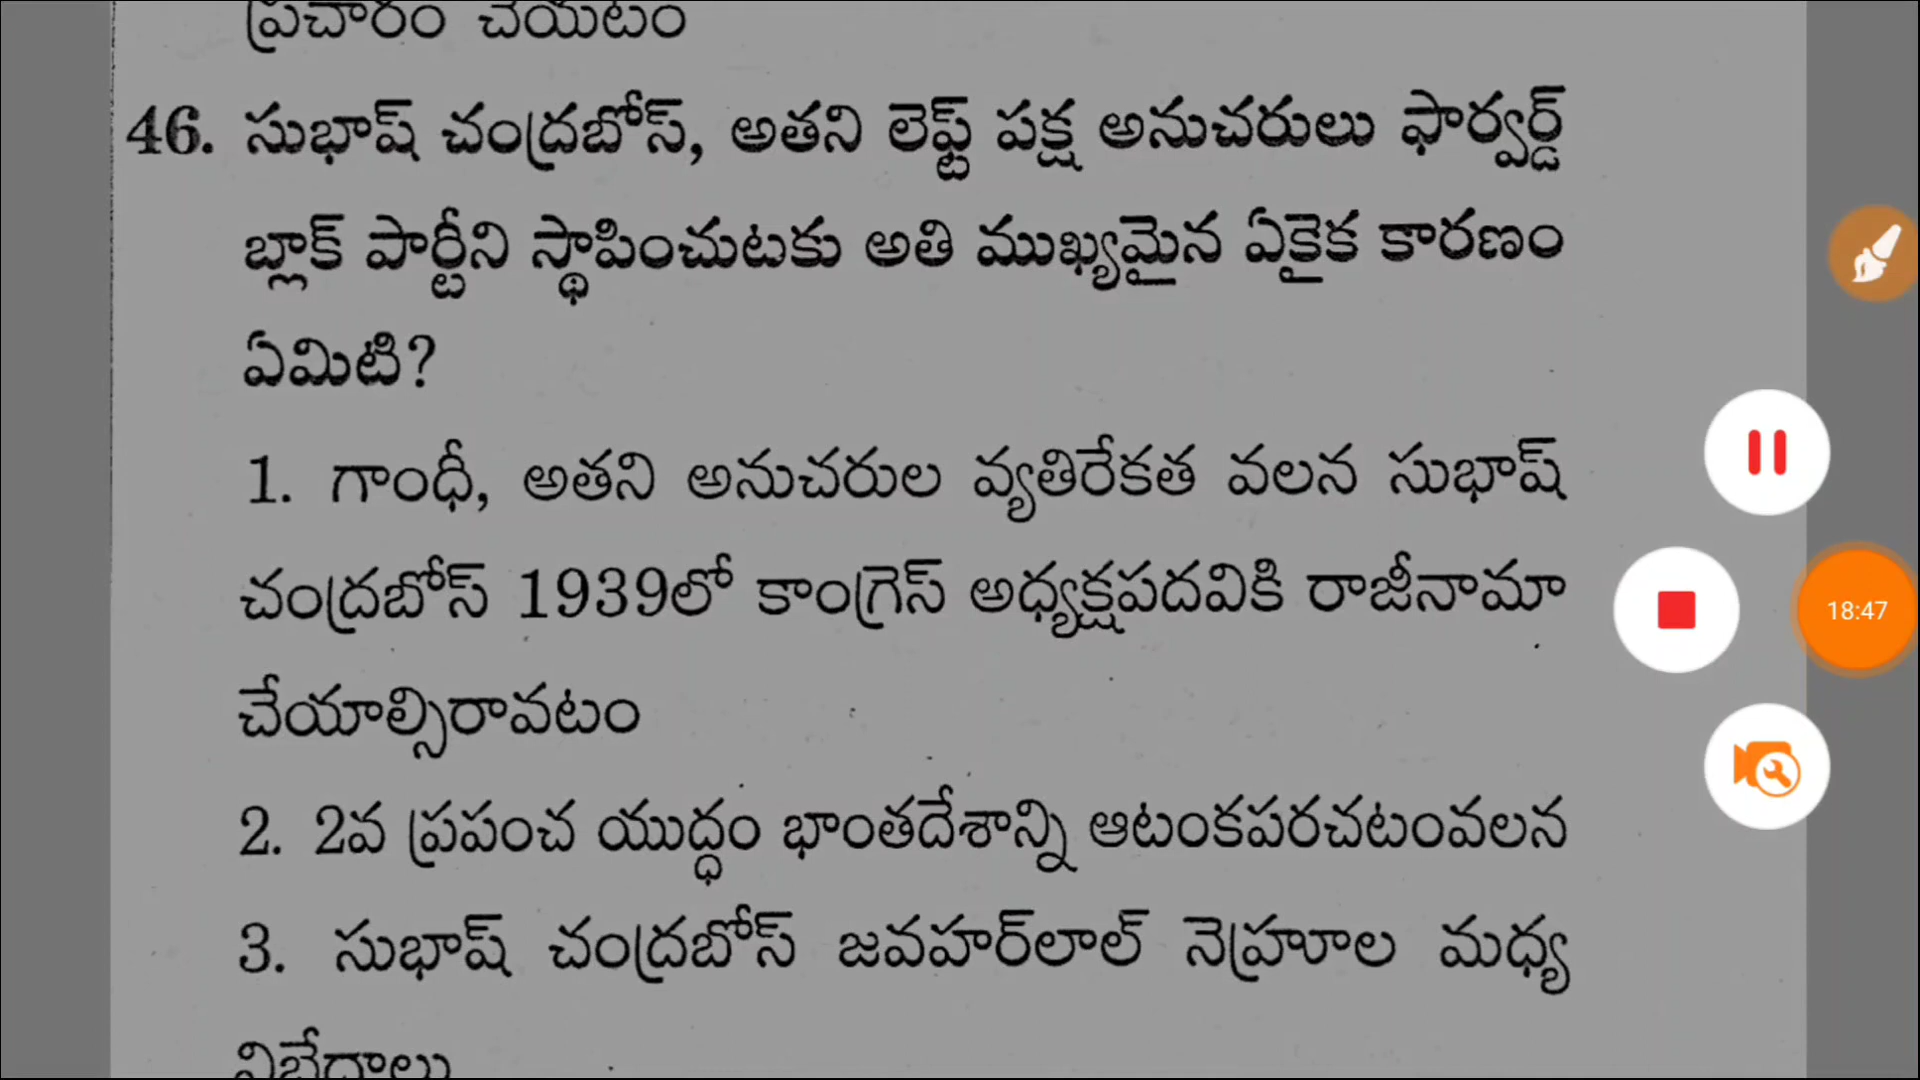 ప్రచారం చేయటం
46. సుభాష్ చంద్రబోస్, అతని లెఫ్ట్ పక్ష అనుచరులు ఫార్వర్డ్
బ్లాక్ పార్టీని స్థాపించుటకు అతి ముఖ్యమైన ఏకైక కారణం
ఏమిటి?
1. గాంధీ, అతని అనుచరుల వ్యతిరేకత వలన సుభాష్
చంద్రబోస్ 1939లో కాంగ్రెస్ అధ్యక్షపదవికి రాజీనామా
చేయాల్సిరావటం
18:47
2. 2వ ప్రపంచ యుద్ధం భాంతదేశాన్ని ఆటంకపరచటంవలన
3. సుభాష్ చంద్రబోస్ జవహర్‌లాల్ నెహ్రూల మధ్య
విబేదాలు